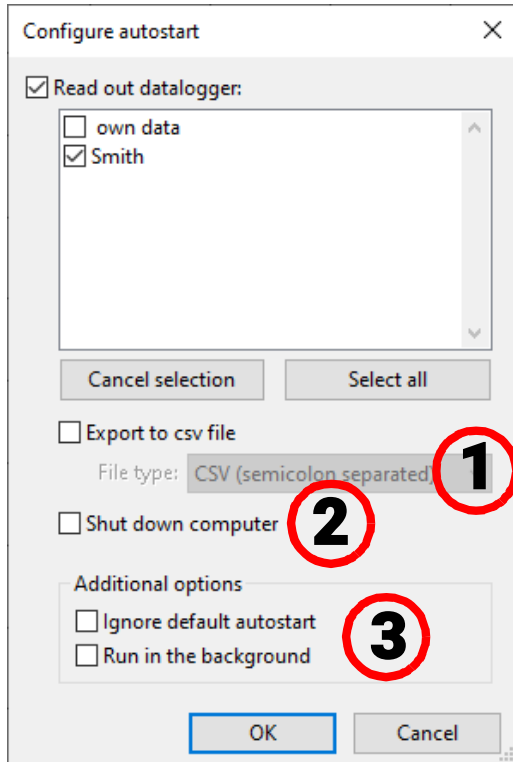 Configure autostart
Read out datalogger:
own data
Smith
Cancel selection Select all
Export to csv file
File type: CSV (semicolon separated) 1
Shut down computer 2
Additional options
Ignore default autostart
3
Run in the background
OK Cancel